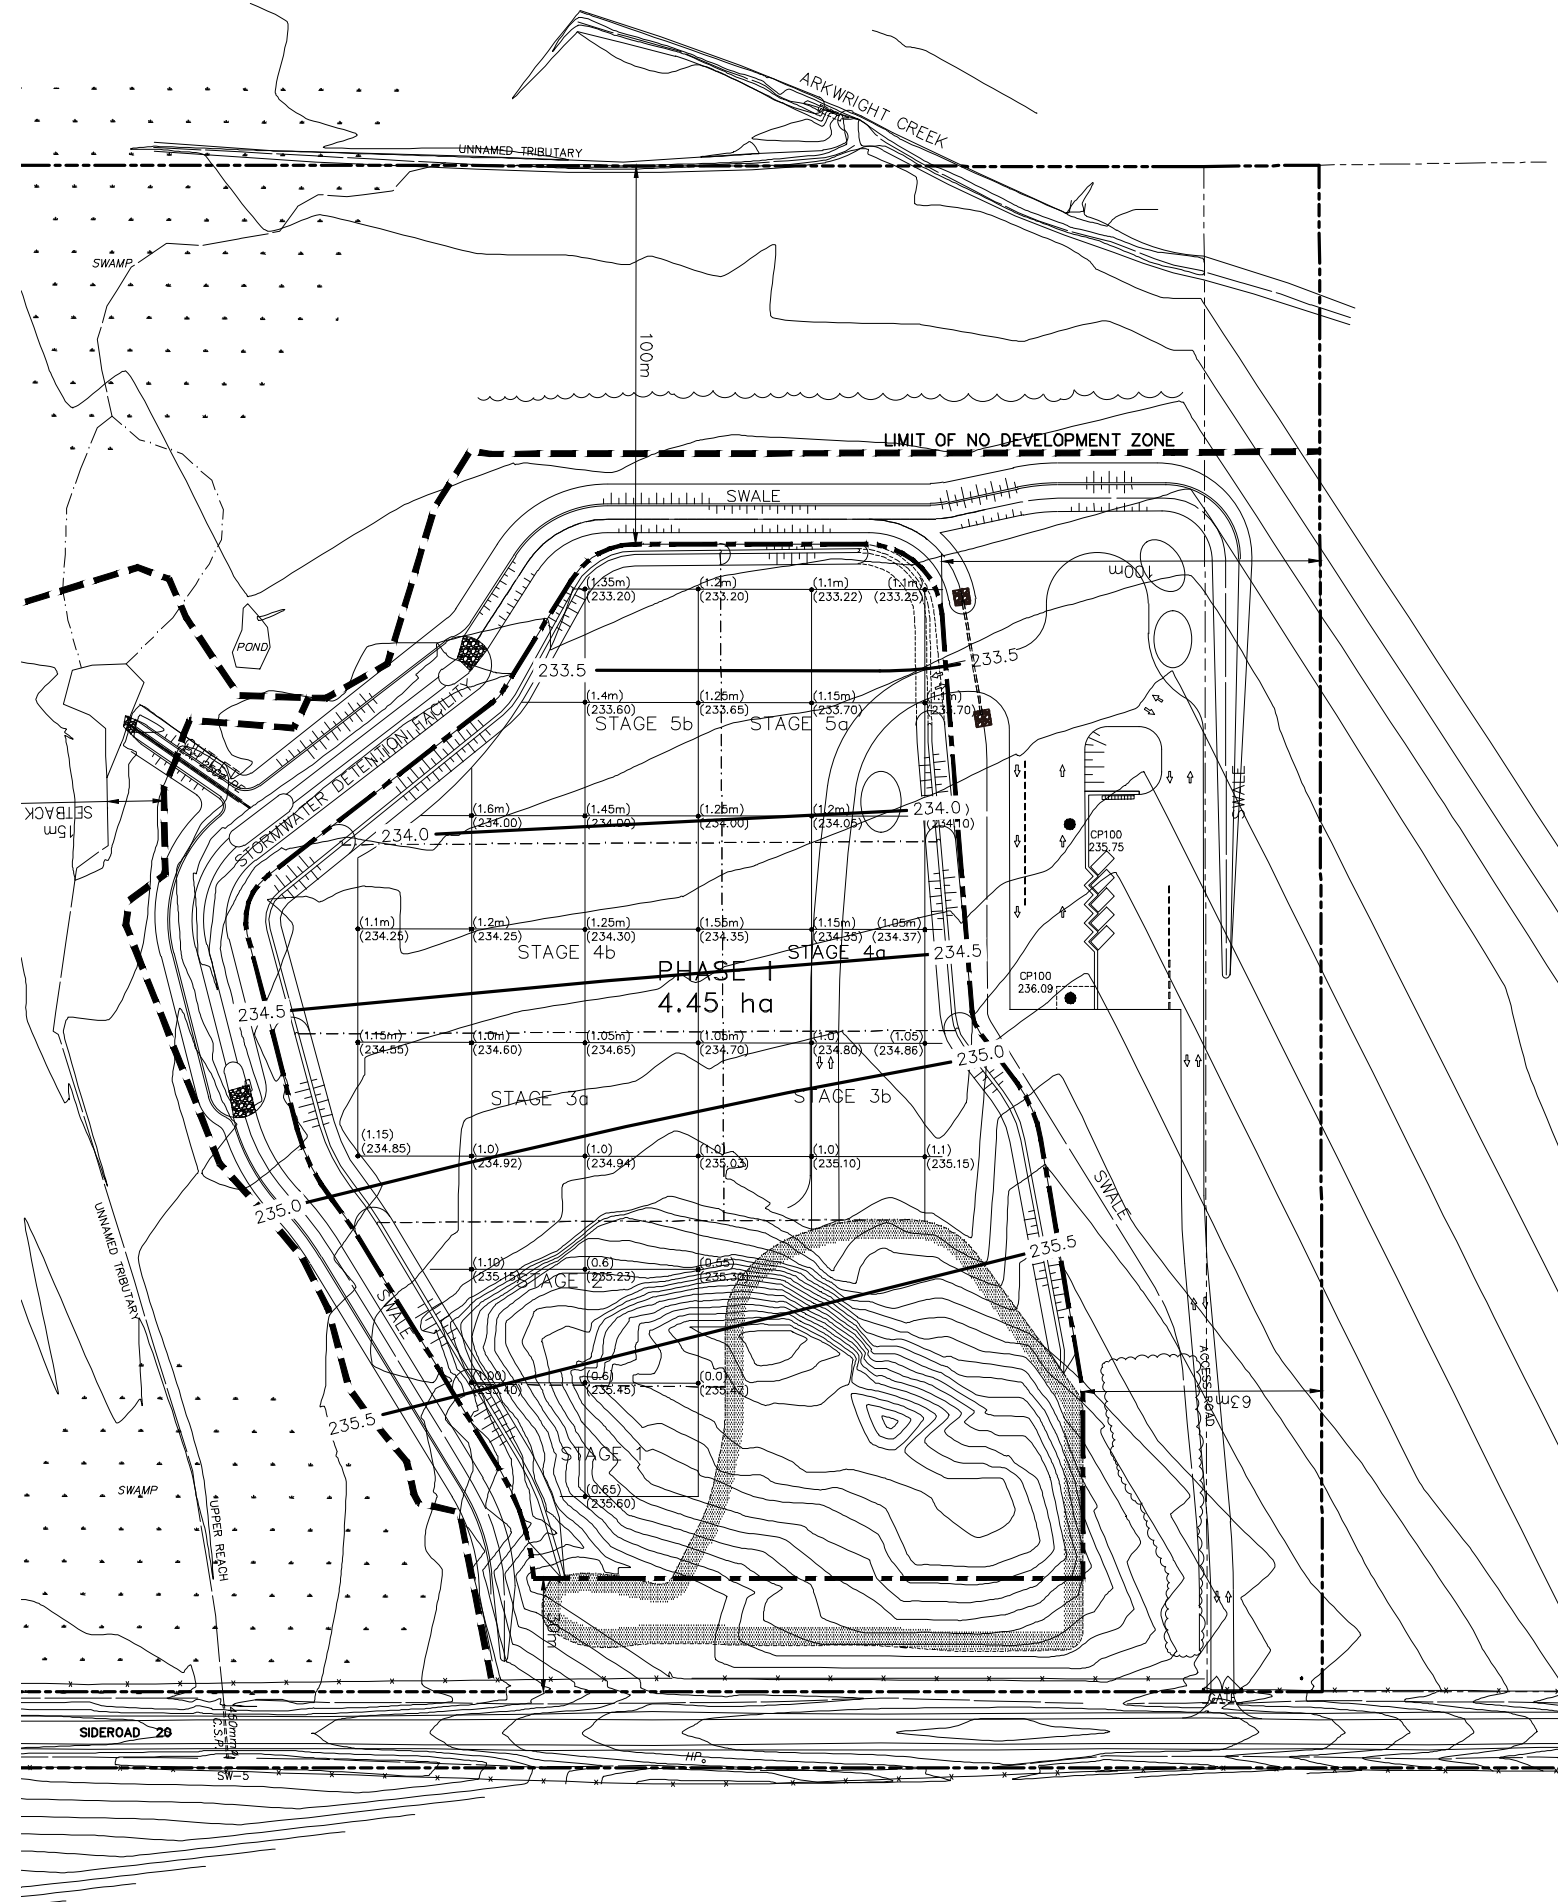 ARKWRIGHT CREEK
UNNAMED TRIBUTARY
SWAMP
100m
LIMIT OF NO DEVELOPMENT ZONE
SWALE
100m
(1.35m)
(233.20)
(1.2m)
(233.20)
(1.1m)
(233.22)
(1.1m)
(233.25)
POND
233.5
233.5
(1.4m)
(233.60)
(1.25m)
(233.65)
(1.15m)
(233.70)
STAGE 5b
STAGE 5a
STORMWATER DETENTION FACILITY
SWALE
15m
SETBACK
(1.6m)
(234.00)
(1.45m)
(234.00)
(1.25m)
(234.00)
(1.2m)
(234.05)
234.0
234.0
CP100
235.75
(1.1m)
(234.25)
(1.2m)
(234.25)
(1.25m)
(234.30)
(1.55m)
(234.35)
(1.15m)
(234.35)
(1.05m)
(234.37)
STAGE 4b
STAGE 4a
234.5
PHASE 1
4.45 ha
CP100
236.09
234.5
(1.15m)
(234.55)
(1.0m)
(234.60)
(1.05m)
(234.65)
(1.05m)
(234.70)
(1.0)
(234.80)
(1.05)
(234.86)
235.0
STAGE 3a
STAGE 3b
(1.15)
(234.85)
(1.0)
(234.92)
(1.0)
(234.94)
(1.0)
(235.03)
(1.0)
(235.10)
(1.1)
(235.15)
235.0
SWALE
UNNAMED TRIBUTARY
235.5
(1.10)
(235.15)
(0.6)
(235.23)
(0.55)
(235.30)
STAGE 2
SWALE
(1.00)
(235.40)
(0.6)
(235.45)
(0.0)
ACCESS ROAD
63m
235.5
STAGE 1
SWAMP
(0.65)
(235.60)
UPPER REACH
30m
GATE
SIDEROAD 20
450mmø
C.S.P.
HP
SW-5